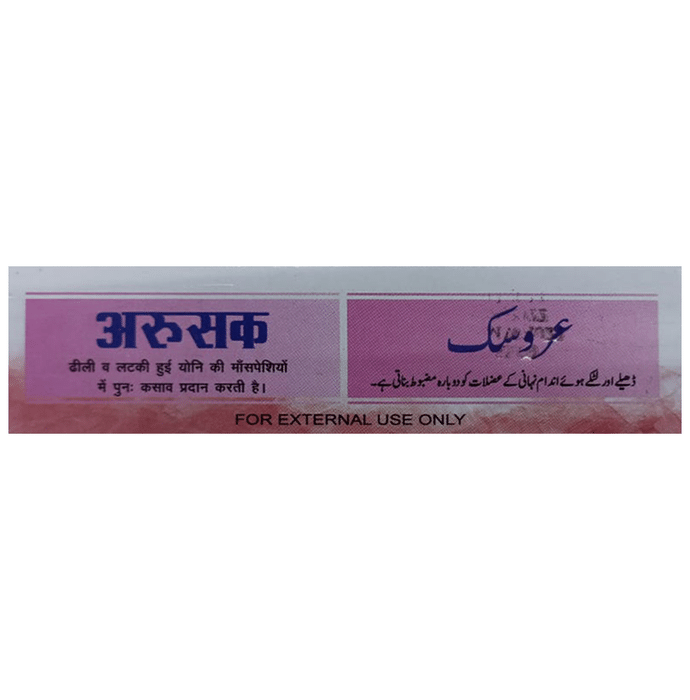 अरुसक
ढीली व लटकी हुई योनि की माँसपेशियों
में पुनः कसाव प्रदान करती है।
عروسک
ڈھیلے اور لٹکے ہوئے اندام نہانی کے عضلات کو دوبارہ مضبوط بناتی ہے۔
FOR EXTERNAL USE ONLY